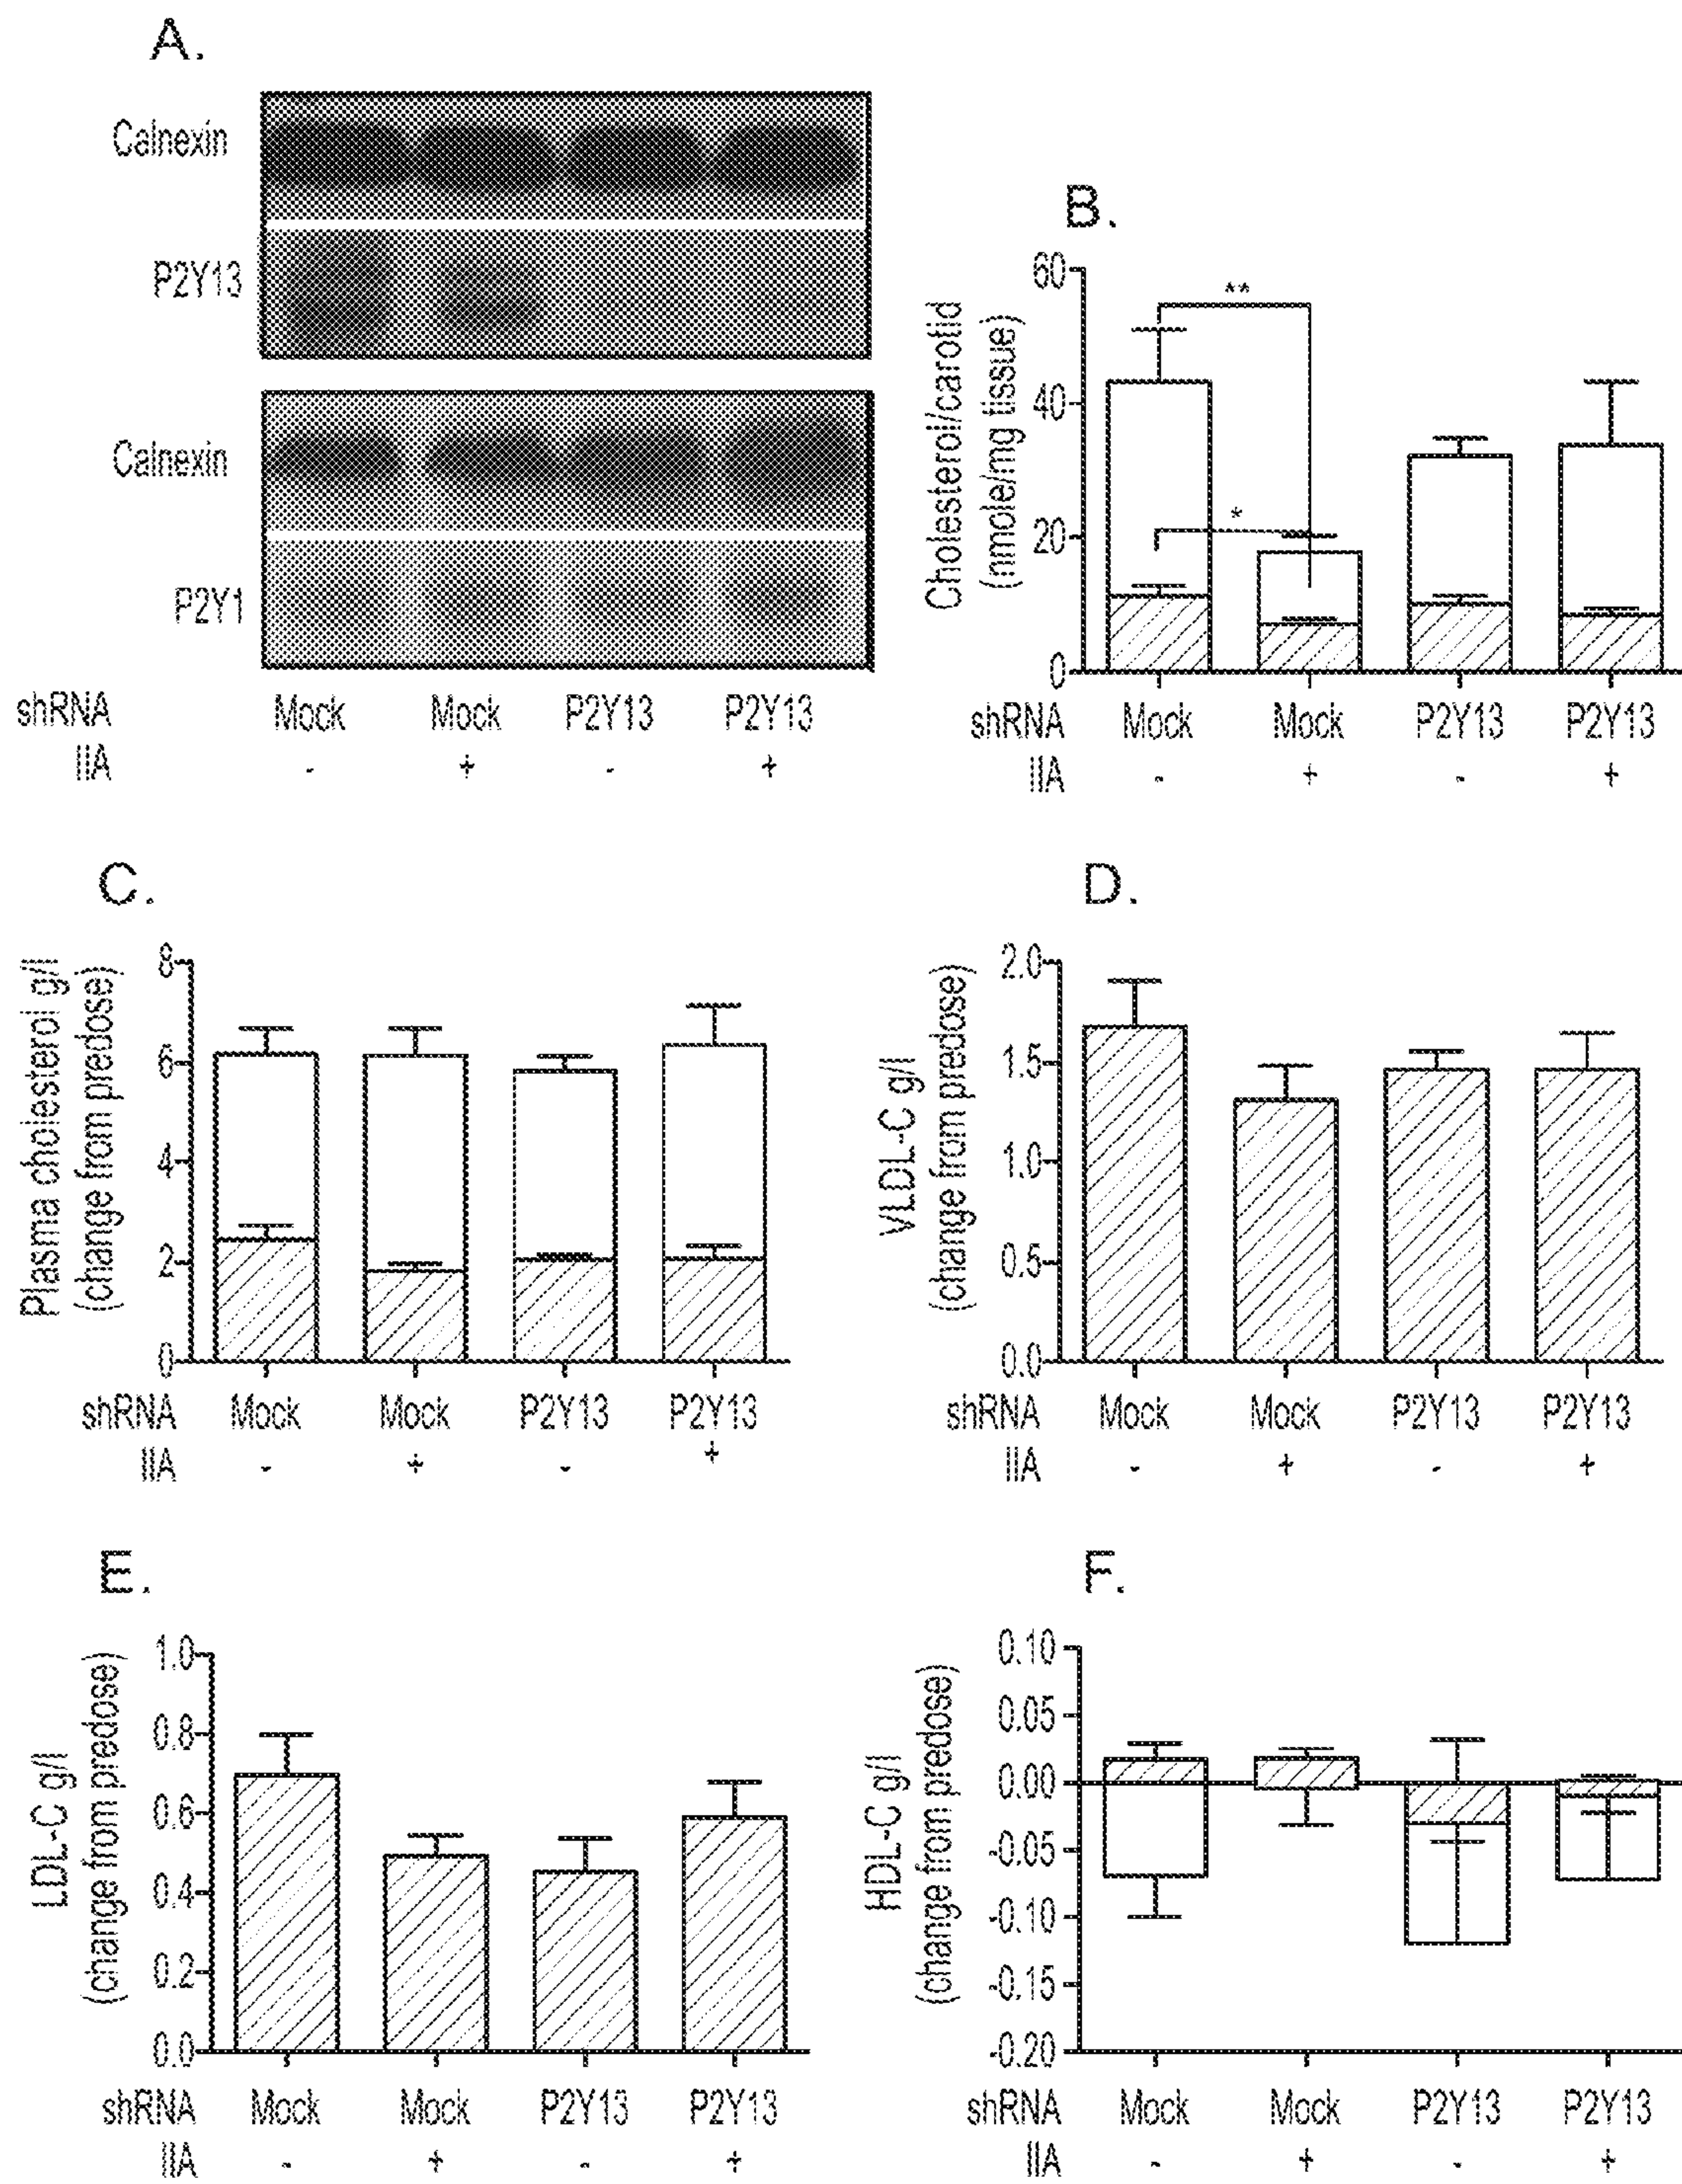 A.
Calnexin
P2Y13
Calnexin
P2Y1
shRNA Mock Mock P2Y13 P2Y13
IIA - + - +
B.
Cholesterol/carotid
(nmole/mg tissue)
60
40
20
0
**
*
shRNA Mock Mock P2Y13 P2Y13
IIA - + - +
C.
Plasma cholesterol g/l
(change from predose)
8
6
4
2
0
shRNA Mock Mock P2Y13 P2Y13
IIA - + - +
D.
VLDL-C g/l
(change from predose)
2.0
1.5
1.0
0.5
0.0
shRNA Mock Mock P2Y13 P2Y13
IIA - + - +
E.
LDL-C g/l
(change from predose)
1.0
0.8
0.6
0.4
0.2
0.0
shRNA Mock Mock P2Y13 P2Y13
IIA - + - +
F.
HDL-C g/l
(change from predose)
0.10
0.05
0.00
-0.05
-0.10
-0.15
-0.20
shRNA Mock Mock P2Y13 P2Y13
IIA - + - +